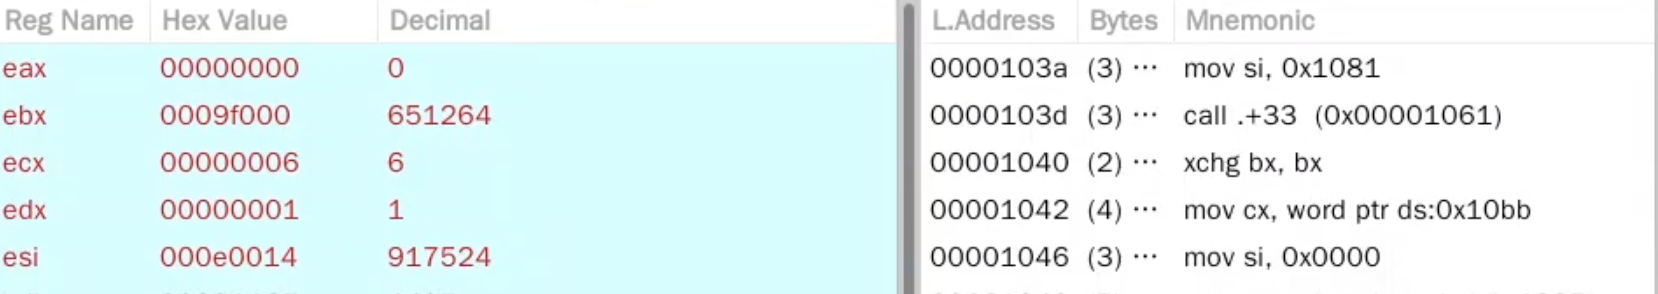 Reg Name Hex Value Decimal L.Address Bytes Mnemonic
eax 00000000 0 0000103a (3) ··· mov si, 0x1081
ebx 0009f000 651264 0000103d (3) ··· call .+33 (0x00001061)
ecx 00000006 6 00001040 (2) ··· xchg bx, bx
edx 00000001 1 00001042 (4) ··· mov cx, word ptr ds:0x10bb
esi 000e0014 917524 00001046 (3) ··· mov si, 0x0000